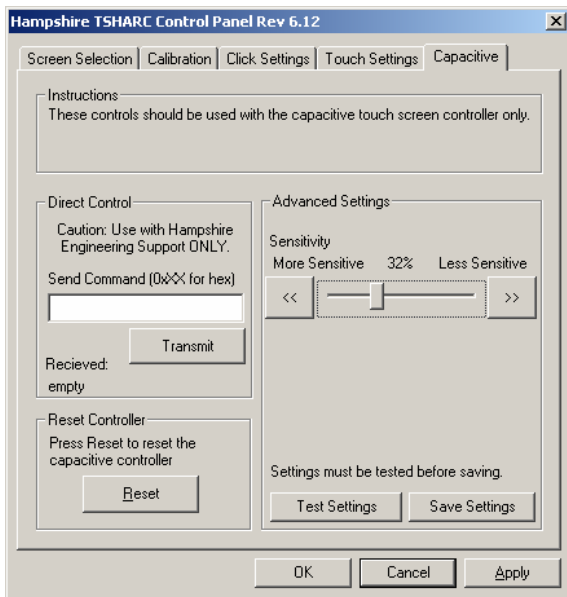 Hampshire TSHARC Control Panel Rev 6.12
Screen Selection
Calibration
Click Settings
Touch Settings
Capacitive
Instructions
These controls should be used with the capacitive touch screen controller only.
Direct Control
Caution: Use with Hampshire
Engineering Support ONLY.
Send Command (0xXX for hex)
Transmit
Recieved:
empty
Reset Controller
Press Reset to reset the
capacitive controller
Reset
Advanced Settings
Sensitivity
More Sensitive 32% Less Sensitive
<< >>
Settings must be tested before saving.
Test Settings
Save Settings
OK
Cancel
Apply